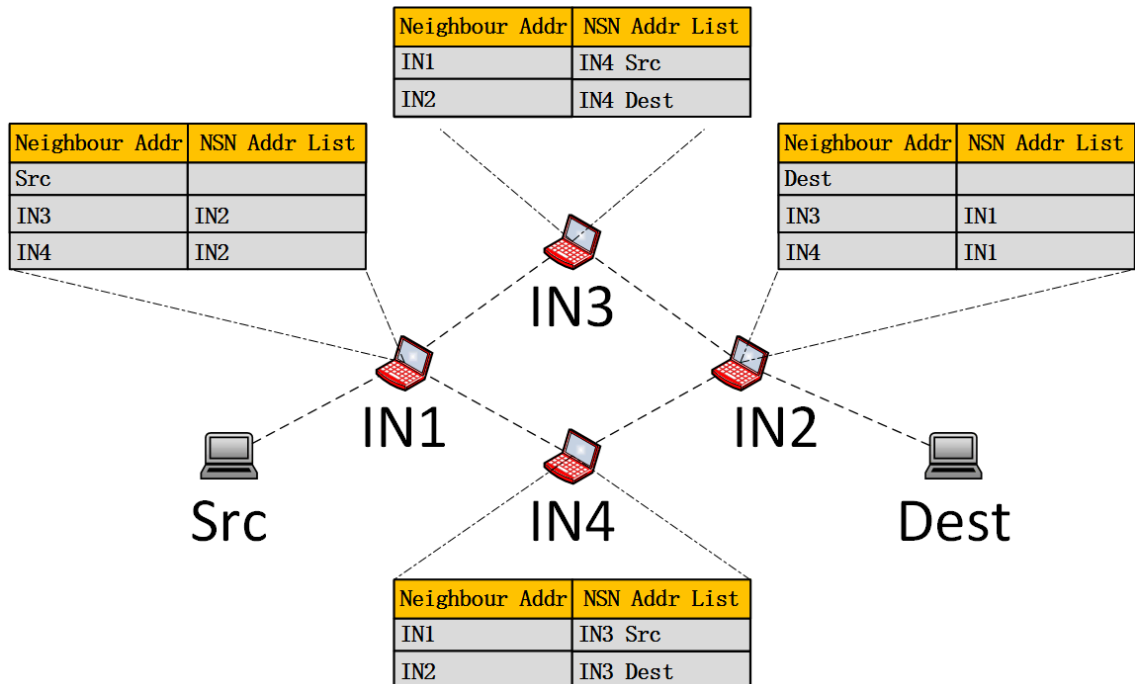 Neighbour Addr NSN Addr List
IN1 IN4 Src
IN2 IN4 Dest
Neighbour Addr NSN Addr List
Src
IN3 IN2
IN4 IN2
Neighbour Addr NSN Addr List
Dest
IN3 IN1
IN4 IN1
IN3
IN1
IN2
Src
IN4
Dest
Neighbour Addr NSN Addr List
IN1 IN3 Src
IN2 IN3 Dest